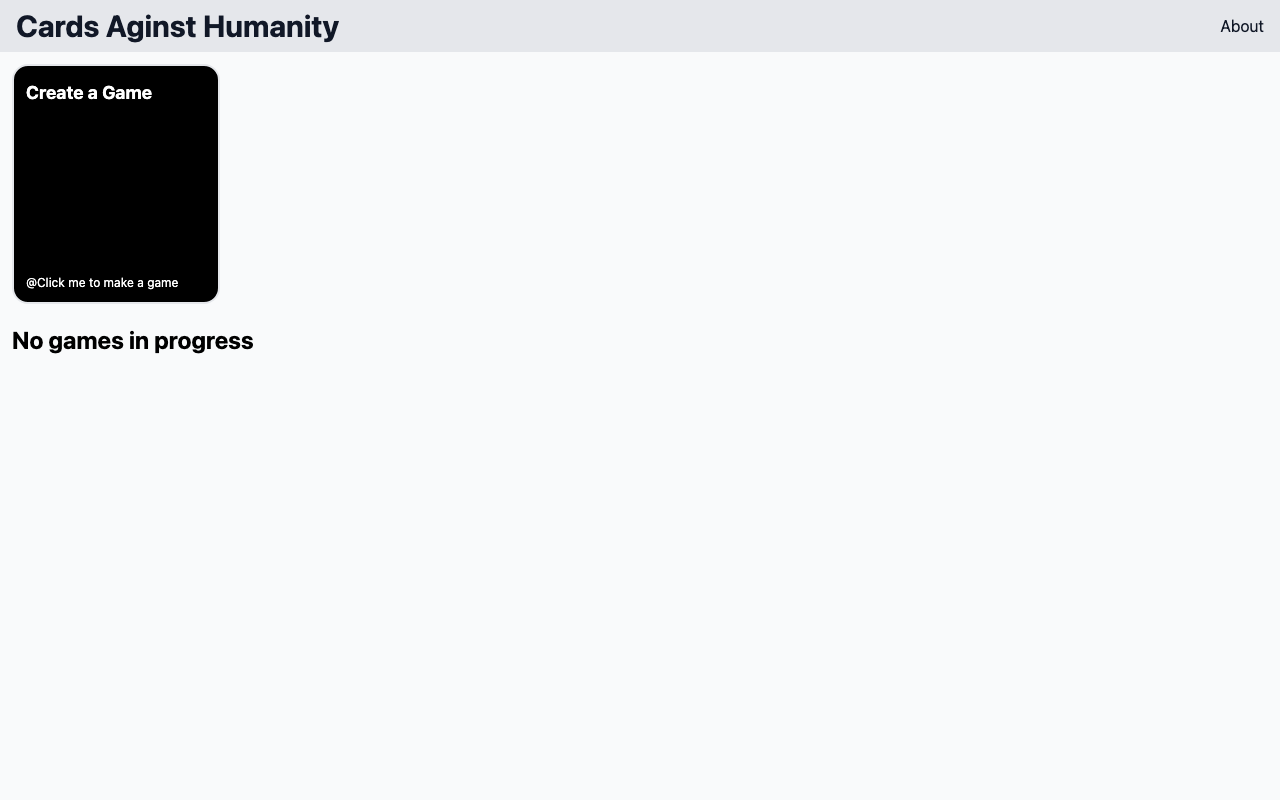 Cards Aginst Humanity
About
Create a Game
@Click me to make a game
No games in progress